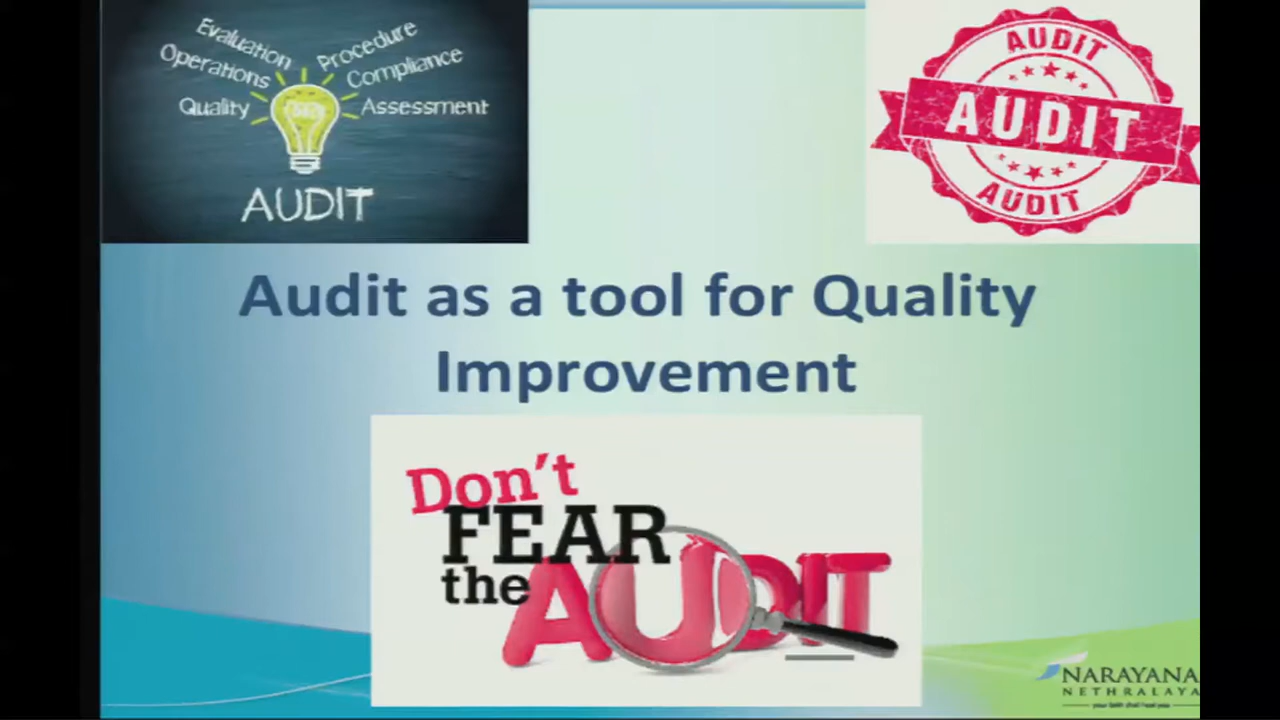 Evaluation
Procedure
Operations
Compliance
Quality
Assessment
AUDIT
AUDIT
AUDIT
AUDIT
Audit as a tool for Quality
Improvement
Don't
FEAR
the AUDIT
NARAYANA
NETHRALAYA